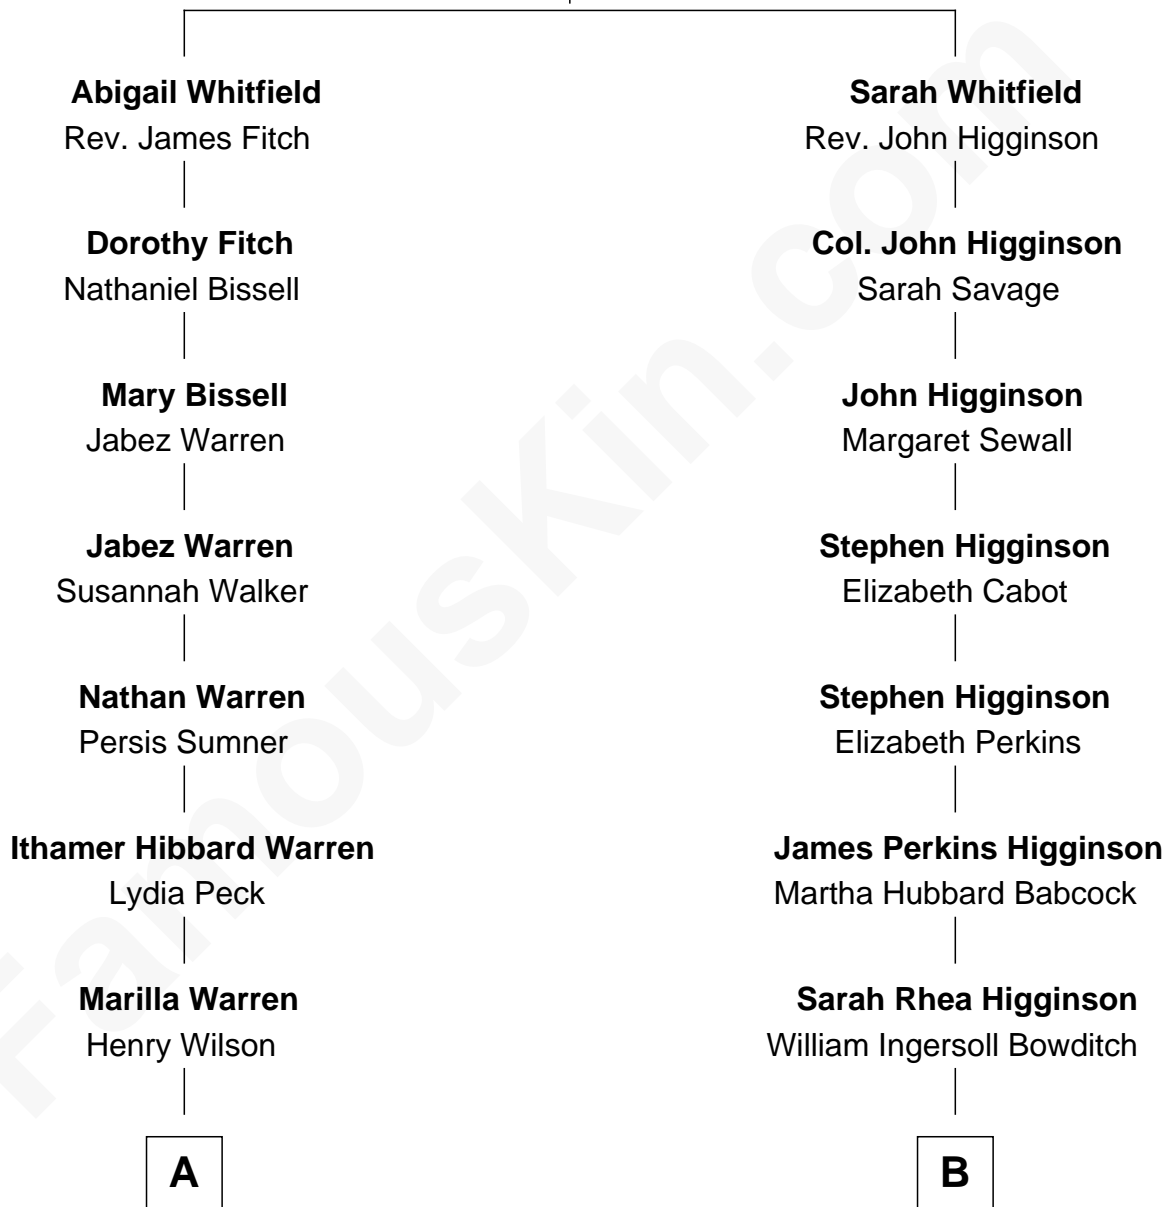 Abigail Whitfield
Rev. James Fitch
Sarah Whitfield
Rev. John Higginson
Dorothy Fitch
Nathaniel Bissell
Col. John Higginson
Sarah Savage
Mary Bissell
Jabez Warren
John Higginson
Margaret Sewall
Jabez Warren
Susannah Walker
Stephen Higginson
Elizabeth Cabot
Nathan Warren
Persis Sumner
Stephen Higginson
Elizabeth Perkins
Ithamer Hibbard Warren
Lydia Peck
James Perkins Higginson
Martha Hubbard Babcock
Marilla Warren
Henry Wilson
Sarah Rhea Higginson
William Ingersoll Bowditch
A
B
FamousKin.com